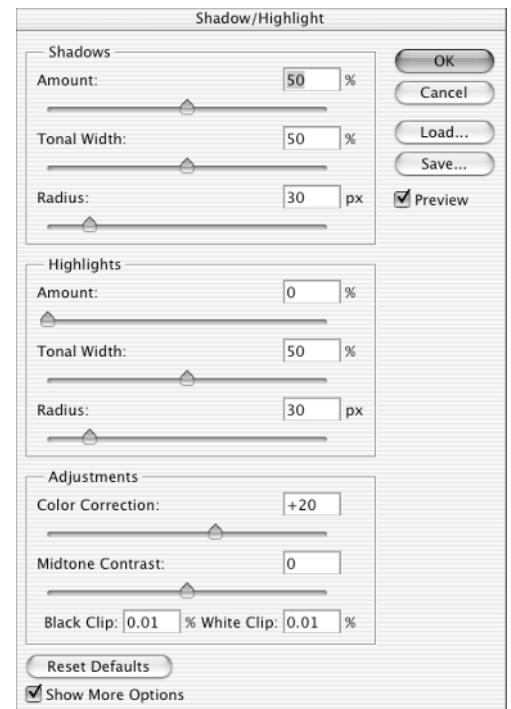 Shadow/Highlight
Shadows
Amount: 50 %
Tonal Width: 50 %
Radius: 30 px
Highlights
Amount: 0 %
Tonal Width: 50 %
Radius: 30 px
Adjustments
Color Correction: +20
Midtone Contrast: 0
Black Clip: 0.01 % White Clip: 0.01 %
Reset Defaults
Show More Options
OK
Cancel
Load...
Save...
Preview